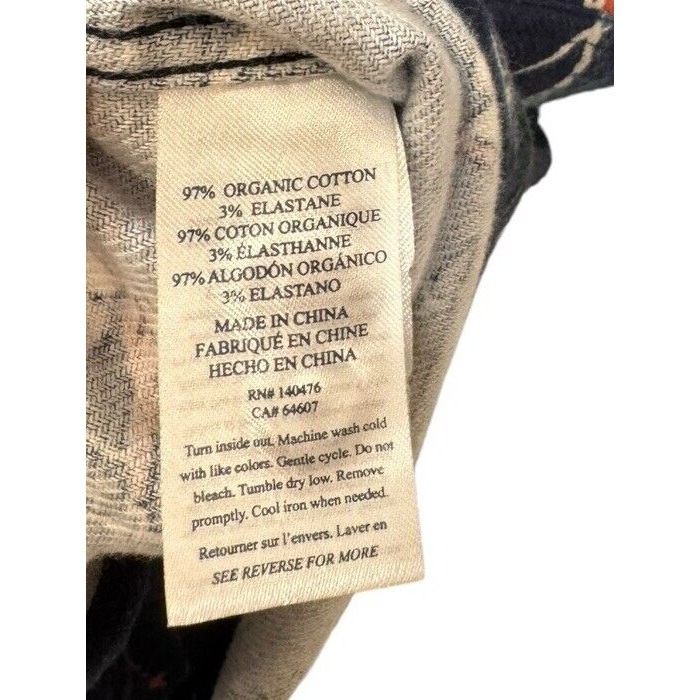 97% ORGANIC COTTON
3% ELASTANE
97% COTON ORGANIQUE
3% ÉLASTHANNE
97% ALGODÓN ORGÁNICO
3% ELASTANO
MADE IN CHINA
FABRIQUÉ EN CHINE
HECHO EN CHINA
RN# 140476
CA# 64607
Turn inside out. Machine wash cold
with like colors. Gentle cycle. Do not
bleach. Tumble dry low. Remove
promptly. Cool iron when needed.
Retourner sur l'envers. Laver en
SEE REVERSE FOR MORE